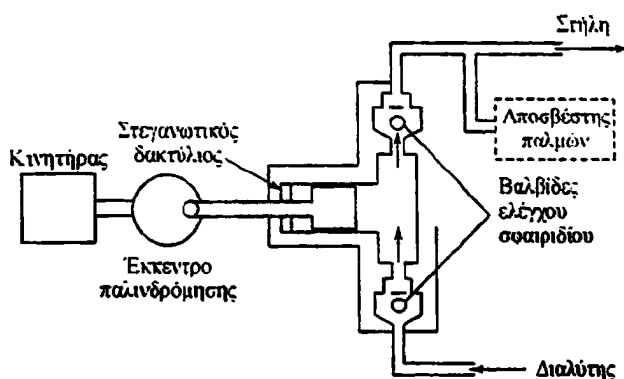 Στήλη
Αποσβέστης
παλμών
Στεγανωτικός
δακτύλιος
Κινητήρας
Βαλβίδες
ελέγχου
σφαιριδίου
Έκκεντρο
παλινδρόμησης
Διαλύτης